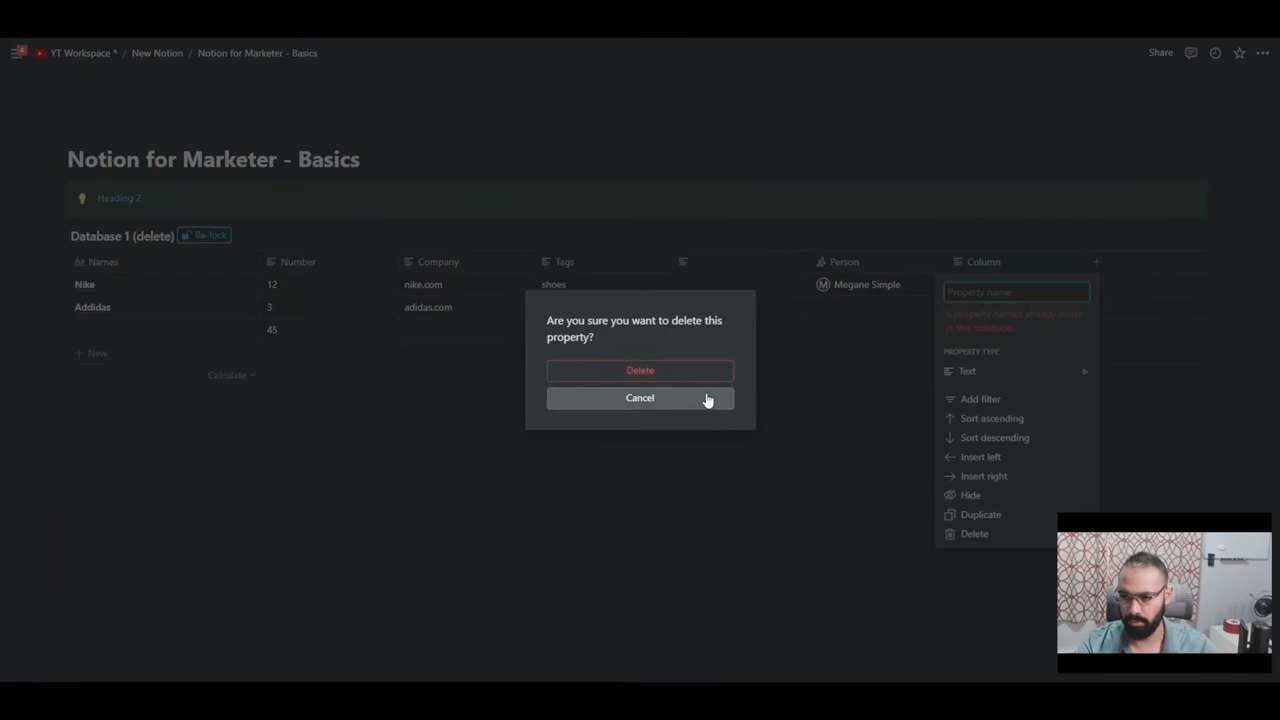 4 YT Workspace * / New Notion / Notion for Marketer - Basics Share
Notion for Marketer - Basics
Heading 2
Database 1 (delete) Re-lock
Aa Names Number Company Tags Person Column +
Nike 12 nike.com shoes M Megane Simple
Addidas 3 adidas.com
45
+ New
Calculate
Are you sure you want to delete this
property?
Delete
Cancel
Property name
A property named already exists
in this database.
PROPERTY TYPE
Text
Add filter
Sort ascending
Sort descending
Insert left
Insert right
Hide
Duplicate
Delete